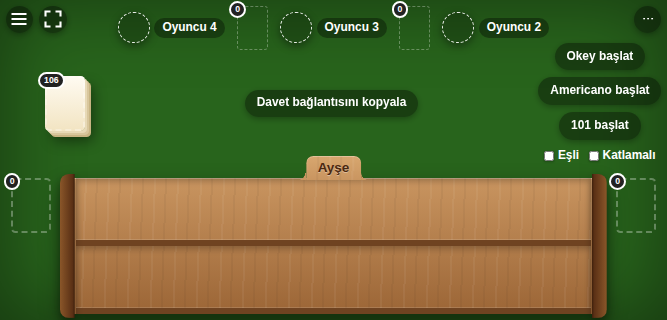 Oyuncu 4
0
Oyuncu 3
0
Oyuncu 2
...
Okey başlat
106
Davet bağlantısını kopyala
Americano başlat
101 başlat
Eşli Katlamalı
Ayşe
0
0